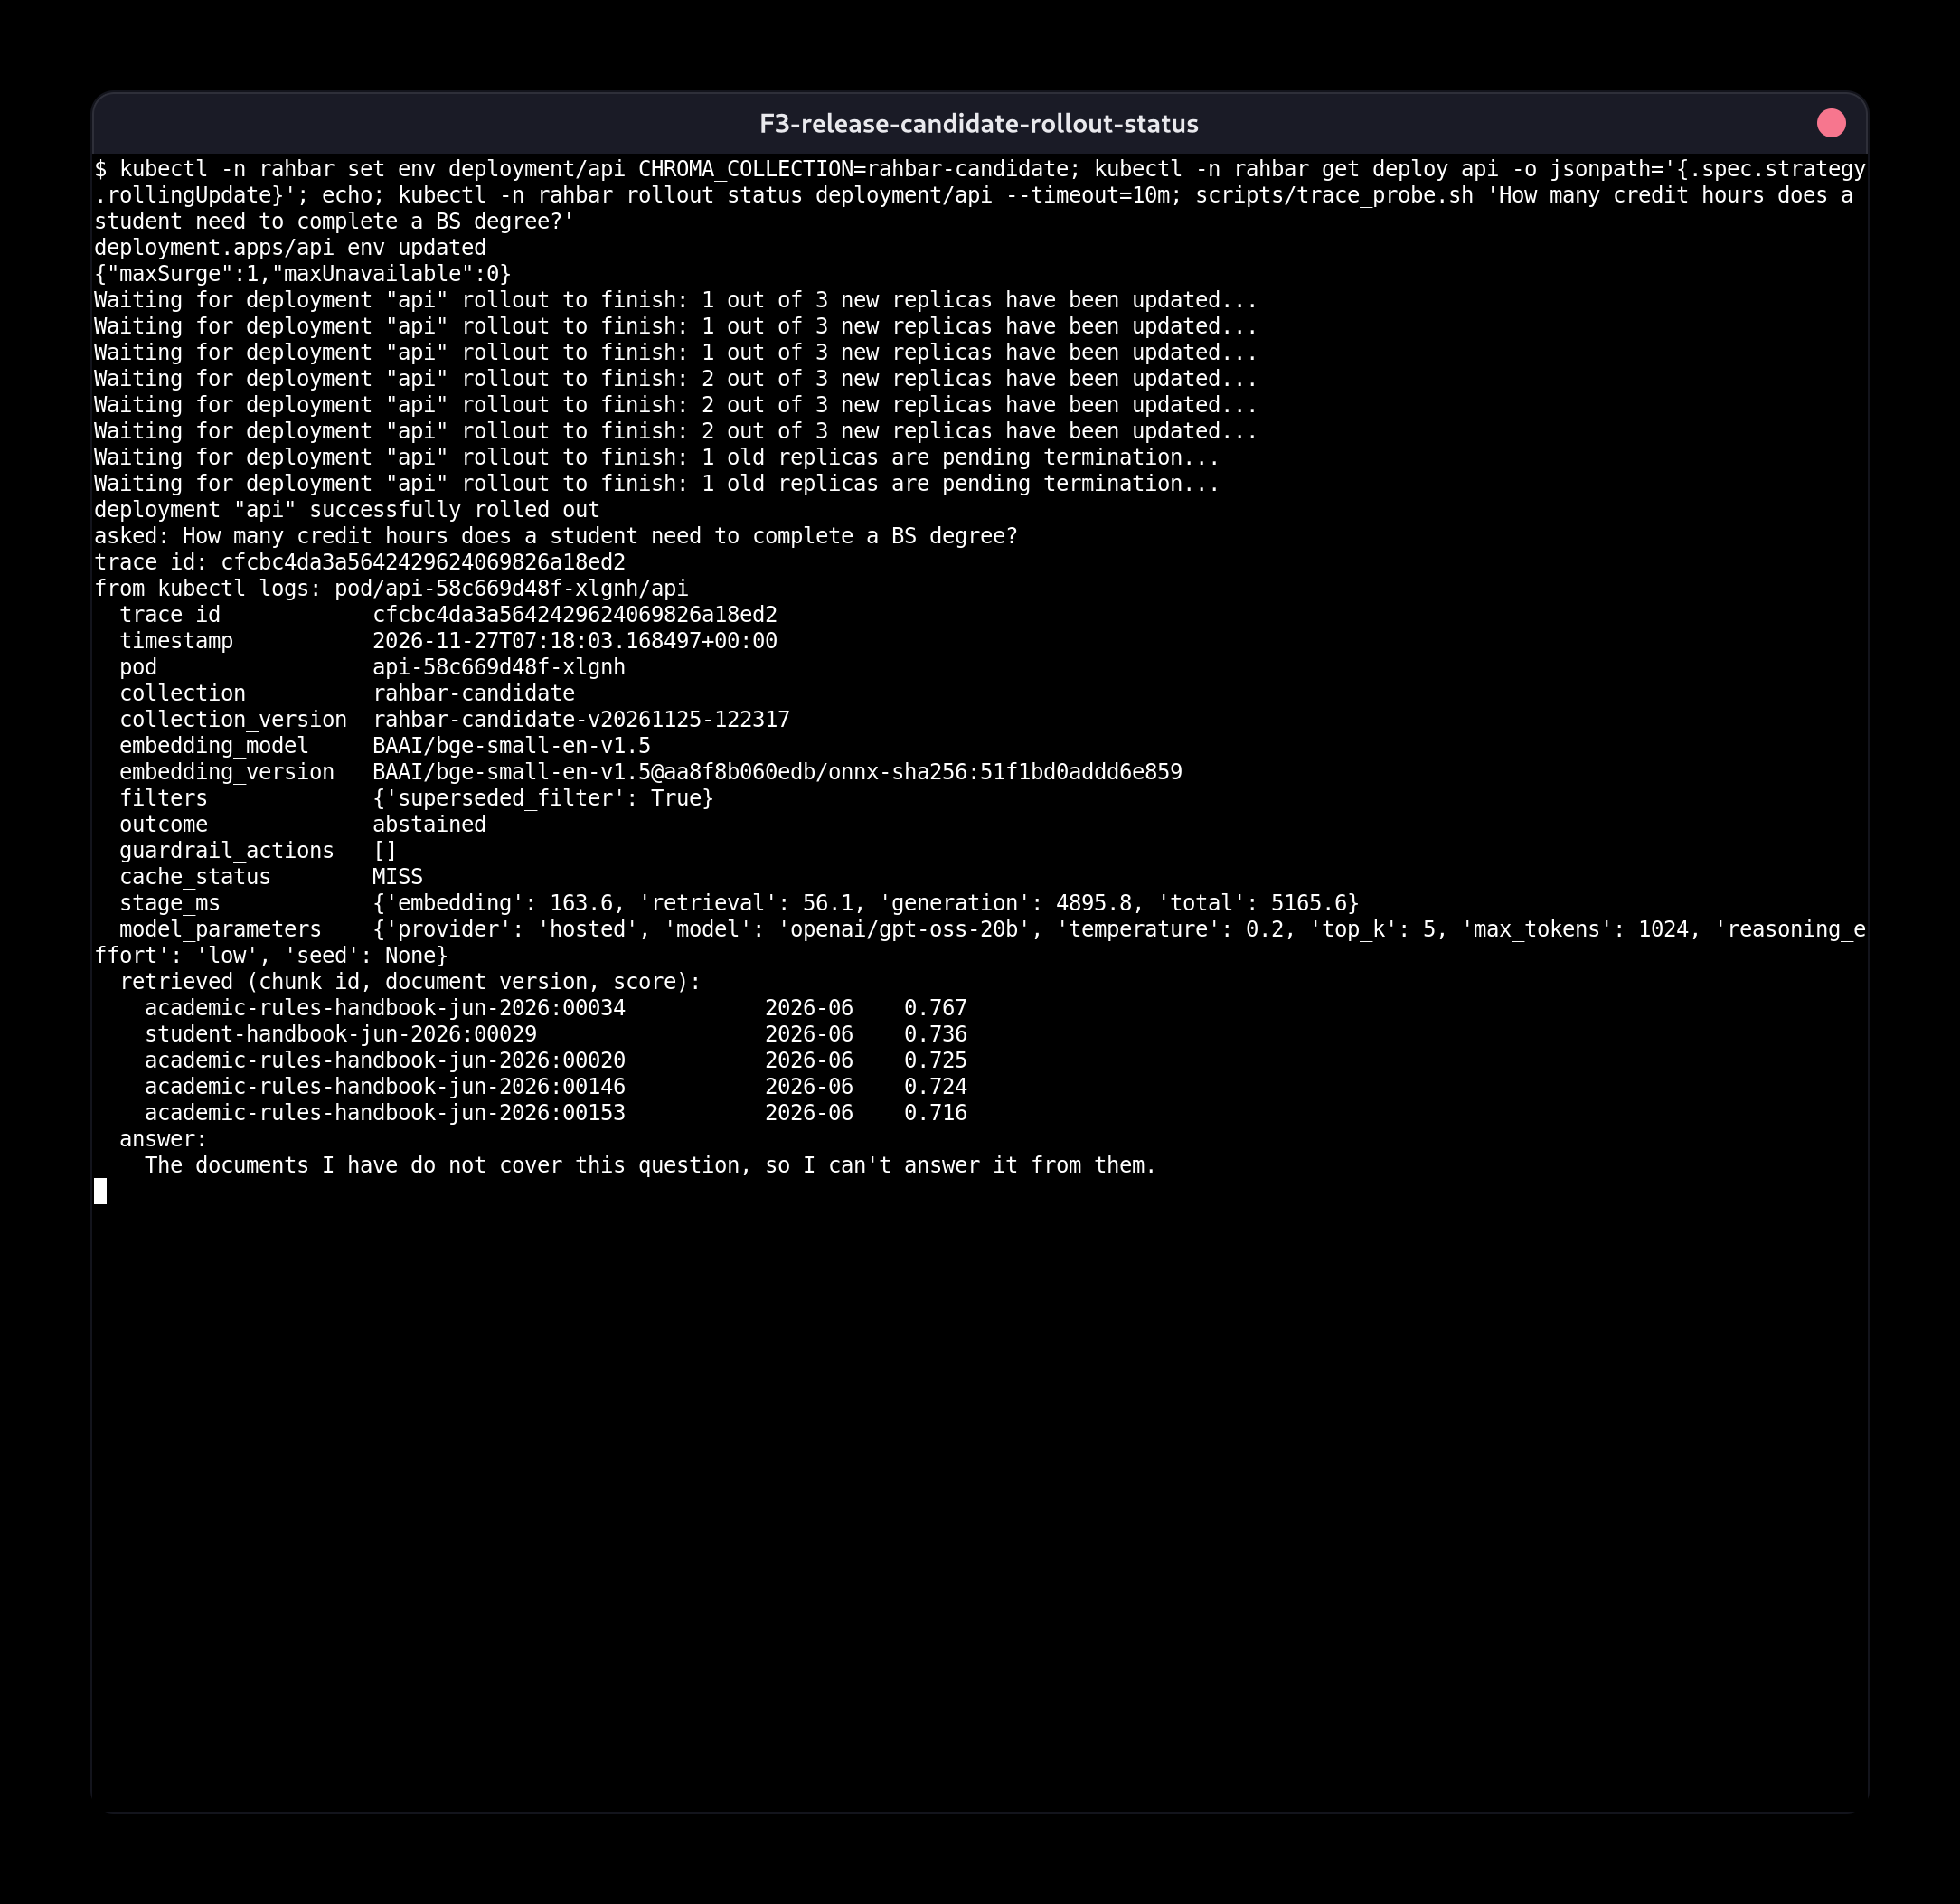 F3-release-candidate-rollout-status
$ kubectl -n rahbar set env deployment/api CHROMA_COLLECTION=rahbar-candidate; kubectl -n rahbar get deploy api -o jsonpath='{.spec.strategy
.rollingUpdate}'; echo; kubectl -n rahbar rollout status deployment/api --timeout=10m; scripts/trace_probe.sh 'How many credit hours does a
student need to complete a BS degree?'
deployment.apps/api env updated
{"maxSurge":1,"maxUnavailable":0}
Waiting for deployment "api" rollout to finish: 1 out of 3 new replicas have been updated...
Waiting for deployment "api" rollout to finish: 1 out of 3 new replicas have been updated...
Waiting for deployment "api" rollout to finish: 1 out of 3 new replicas have been updated...
Waiting for deployment "api" rollout to finish: 2 out of 3 new replicas have been updated...
Waiting for deployment "api" rollout to finish: 2 out of 3 new replicas have been updated...
Waiting for deployment "api" rollout to finish: 2 out of 3 new replicas have been updated...
Waiting for deployment "api" rollout to finish: 1 old replicas are pending termination...
Waiting for deployment "api" rollout to finish: 1 old replicas are pending termination...
deployment "api" successfully rolled out
asked: How many credit hours does a student need to complete a BS degree?
trace id: cfcbc4da3a5642429624069826a18ed2
from kubectl logs: pod/api-58c669d48f-xlgnh/api
  trace_id            cfcbc4da3a5642429624069826a18ed2
  timestamp           2026-11-27T07:18:03.168497+00:00
  pod                 api-58c669d48f-xlgnh
  collection          rahbar-candidate
  collection_version  rahbar-candidate-v20261125-122317
  embedding_model     BAAI/bge-small-en-v1.5
  embedding_version   BAAI/bge-small-en-v1.5@aa8f8b060edb/onnx-sha256:51f1bd0addd6e859
  filters             {'superseded_filter': True}
  outcome             abstained
  guardrail_actions   []
  cache_status        MISS
  stage_ms            {'embedding': 163.6, 'retrieval': 56.1, 'generation': 4895.8, 'total': 5165.6}
  model_parameters    {'provider': 'hosted', 'model': 'openai/gpt-oss-20b', 'temperature': 0.2, 'top_k': 5, 'max_tokens': 1024, 'reasoning_e
ffort': 'low', 'seed': None}
  retrieved (chunk id, document version, score):
    academic-rules-handbook-jun-2026:00034           2026-06    0.767
    student-handbook-jun-2026:00029                  2026-06    0.736
    academic-rules-handbook-jun-2026:00020           2026-06    0.725
    academic-rules-handbook-jun-2026:00146           2026-06    0.724
    academic-rules-handbook-jun-2026:00153           2026-06    0.716
  answer:
    The documents I have do not cover this question, so I can't answer it from them.